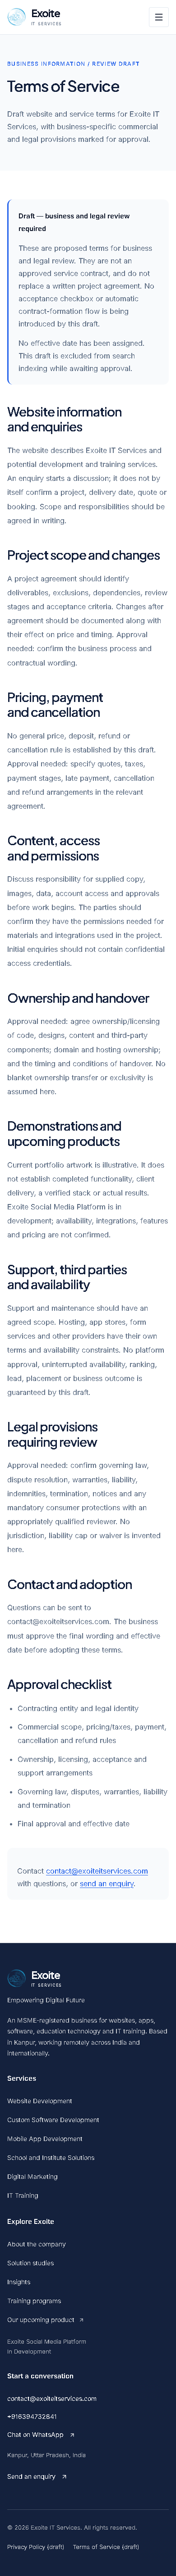 Exoite
IT SERVICES
BUSINESS INFORMATION / REVIEW DRAFT
Terms of Service
Draft website and service terms for Exoite IT
Services, with business-specific commercial
and legal provisions marked for approval.
Draft — business and legal review
required
These are proposed terms for business
and legal review. They are not an
approved service contract, and do not
replace a written project agreement. No
acceptance checkbox or automatic
contract-formation flow is being
introduced by this draft.
No effective date has been assigned.
This draft is excluded from search
indexing while awaiting approval.
Website information
and enquiries
The website describes Exoite IT Services and
potential development and training services.
An enquiry starts a discussion; it does not by
itself confirm a project, delivery date, quote or
booking. Scope and responsibilities should be
agreed in writing.
Project scope and changes
A project agreement should identify
deliverables, exclusions, dependencies, review
stages and acceptance criteria. Changes after
agreement should be documented along with
their effect on price and timing. Approval
needed: confirm the business process and
contractual wording.
Pricing, payment
and cancellation
No general price, deposit, refund or
cancellation rule is established by this draft.
Approval needed: specify quotes, taxes,
payment stages, late payment, cancellation
and refund arrangements in the relevant
agreement.
Content, access
and permissions
Discuss responsibility for supplied copy,
images, data, account access and approvals
before work begins. The parties should
confirm they have the permissions needed for
materials and integrations used in the project.
Initial enquiries should not contain confidential
access credentials.
Ownership and handover
Approval needed: agree ownership/licensing
of code, designs, content and third-party
components; domain and hosting ownership;
and the timing and conditions of handover. No
blanket ownership transfer or exclusivity is
assumed here.
Demonstrations and
upcoming products
Current portfolio artwork is illustrative. It does
not establish completed functionality, client
delivery, a verified stack or actual results.
Exoite Social Media Platform is in
development; availability, integrations, features
and pricing are not confirmed.
Support, third parties
and availability
Support and maintenance should have an
agreed scope. Hosting, app stores, form
services and other providers have their own
terms and availability constraints. No platform
approval, uninterrupted availability, ranking,
lead, placement or business outcome is
guaranteed by this draft.
Legal provisions
requiring review
Approval needed: confirm governing law,
dispute resolution, warranties, liability,
indemnities, termination, notices and any
mandatory consumer protections with an
appropriately qualified reviewer. No
jurisdiction, liability cap or waiver is invented
here.
Contact and adoption
Questions can be sent to
contact@exoiteitservices.com. The business
must approve the final wording and effective
date before adopting these terms.
Approval checklist
• Contracting entity and legal identity
• Commercial scope, pricing/taxes, payment,
cancellation and refund rules
• Ownership, licensing, acceptance and
support arrangements
• Governing law, disputes, warranties, liability
and termination
• Final approval and effective date
Contact contact@exoiteitservices.com
with questions, or send an enquiry.
Exoite
IT SERVICES
Empowering Digital Future
An MSME-registered business for websites, apps,
software, education technology and IT training. Based
in Kanpur, working remotely across India and
internationally.
Services
Website Development
Custom Software Development
Mobile App Development
School and Institute Solutions
Digital Marketing
IT Training
Explore Exoite
About the company
Solution studies
Insights
Training programs
Our upcoming product ↗
Exoite Social Media Platform
In Development
Start a conversation
contact@exoiteitservices.com
+916394732841
Chat on WhatsApp ↗
Kanpur, Uttar Pradesh, India
Send an enquiry ↗
© 2026 Exoite IT Services. All rights reserved.
Privacy Policy (draft) Terms of Service (draft)